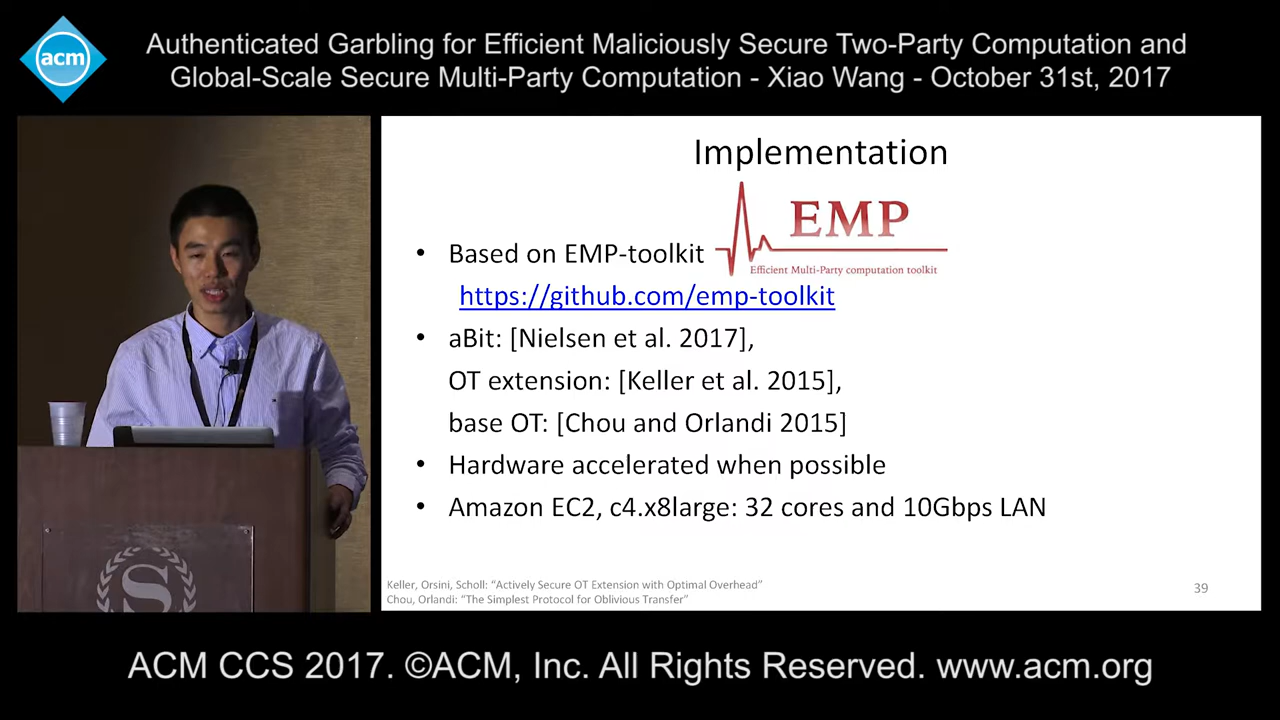 acm
Authenticated Garbling for Efficient Maliciously Secure Two-Party Computation and
Global-Scale Secure Multi-Party Computation - Xiao Wang - October 31st, 2017
Implementation
EMP
Efficient Multi-Party computation toolkit
• Based on EMP-toolkit
https://github.com/emp-toolkit
• aBit: [Nielsen et al. 2017],
OT extension: [Keller et al. 2015],
base OT: [Chou and Orlandi 2015]
• Hardware accelerated when possible
• Amazon EC2, c4.x8large: 32 cores and 10Gbps LAN
Keller, Orsini, Scholl: “Actively Secure OT Extension with Optimal Overhead”
Chou, Orlandi: “The Simplest Protocol for Oblivious Transfer”
39
S
ACM CCS 2017. ©ACM, Inc. All Rights Reserved. www.acm.org